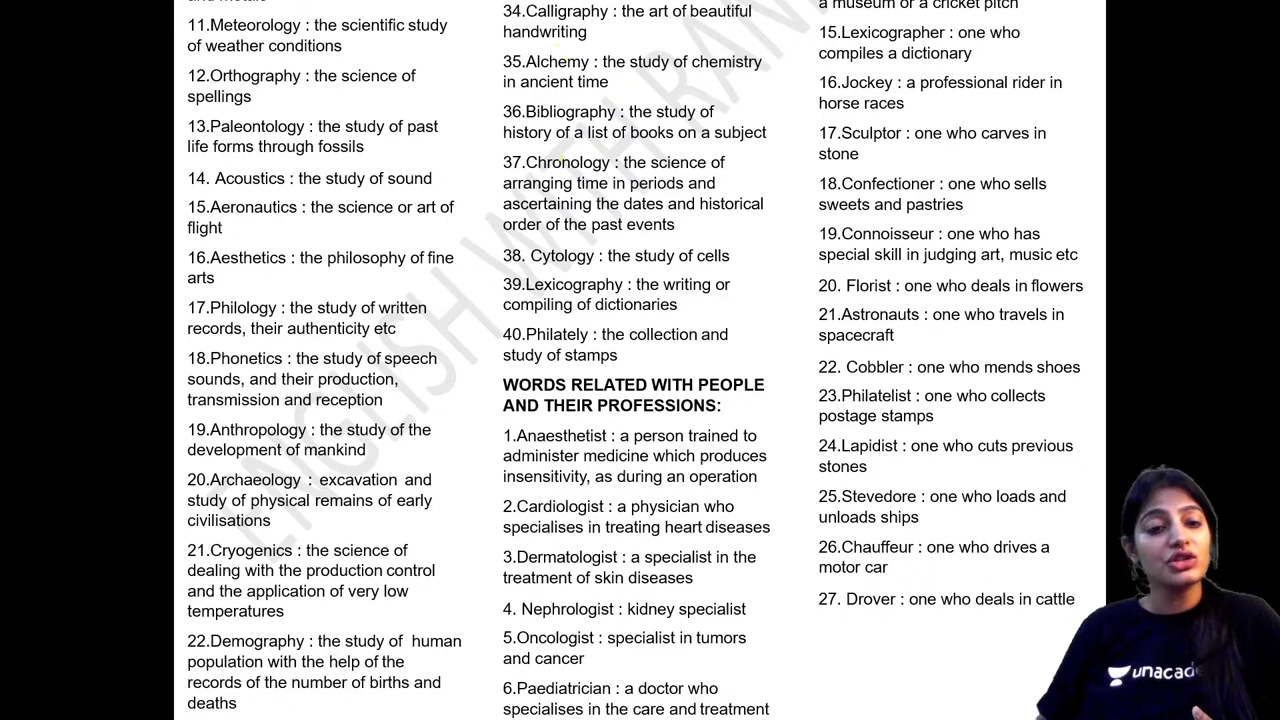 and metals
11.Meteorology : the scientific study
of weather conditions
12.Orthography : the science of
spellings
13.Paleontology : the study of past
life forms through fossils
14. Acoustics : the study of sound
15.Aeronautics : the science or art of
flight
16.Aesthetics : the philosophy of fine
arts
17.Philology : the study of written
records, their authenticity etc
18.Phonetics : the study of speech
sounds, and their production,
transmission and reception
19.Anthropology : the study of the
development of mankind
20.Archaeology : excavation and
study of physical remains of early
civilisations
21.Cryogenics : the science of
dealing with the production control
and the application of very low
temperatures
22.Demography : the study of human
population with the help of the
records of the number of births and
deaths
34.Calligraphy : the art of beautiful
handwriting
35.Alchemy : the study of chemistry
in ancient time
36.Bibliography : the study of
history of a list of books on a subject
37.Chronology : the science of
arranging time in periods and
ascertaining the dates and historical
order of the past events
38. Cytology : the study of cells
39.Lexicography : the writing or
compiling of dictionaries
40.Philately : the collection and
study of stamps
WORDS RELATED WITH PEOPLE
AND THEIR PROFESSIONS:
1.Anaesthetist : a person trained to
administer medicine which produces
insensitivity, as during an operation
2.Cardiologist : a physician who
specialises in treating heart diseases
3.Dermatologist : a specialist in the
treatment of skin diseases
4. Nephrologist : kidney specialist
5.Oncologist : specialist in tumors
and cancer
6.Paediatrician : a doctor who
specialises in the care and treatment
a museum or a cricket pitch
15.Lexicographer : one who
compiles a dictionary
16.Jockey : a professional rider in
horse races
17.Sculptor : one who carves in
stone
18.Confectioner : one who sells
sweets and pastries
19.Connoisseur : one who has
special skill in judging art, music etc
20. Florist : one who deals in flowers
21.Astronauts : one who travels in
spacecraft
22. Cobbler : one who mends shoes
23.Philatelist : one who collects
postage stamps
24.Lapidist : one who cuts previous
stones
25.Stevedore : one who loads and
unloads ships
26.Chauffeur : one who drives a
motor car
27. Drover : one who deals in cattle
ENGLISH WITH RAN
unacad